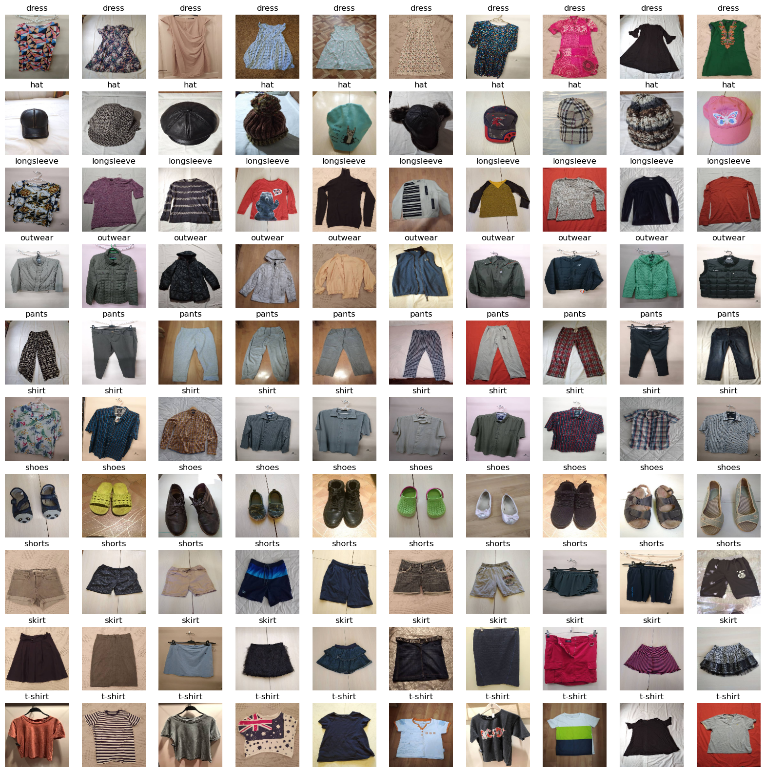 dress dress dress dress dress dress dress dress dress dress
hat hat hat hat hat hat hat hat hat hat
longsleeve longsleeve longsleeve longsleeve longsleeve longsleeve longsleeve longsleeve longsleeve longsleeve
outwear outwear outwear outwear outwear outwear outwear outwear outwear outwear
pants pants pants pants pants pants pants pants pants pants
shirt shirt shirt shirt shirt shirt shirt shirt shirt shirt
shoes shoes shoes shoes shoes shoes shoes shoes shoes shoes
shorts shorts shorts shorts shorts shorts shorts shorts shorts shorts
skirt skirt skirt skirt skirt skirt skirt skirt skirt skirt
t-shirt t-shirt t-shirt t-shirt t-shirt t-shirt t-shirt t-shirt t-shirt t-shirt